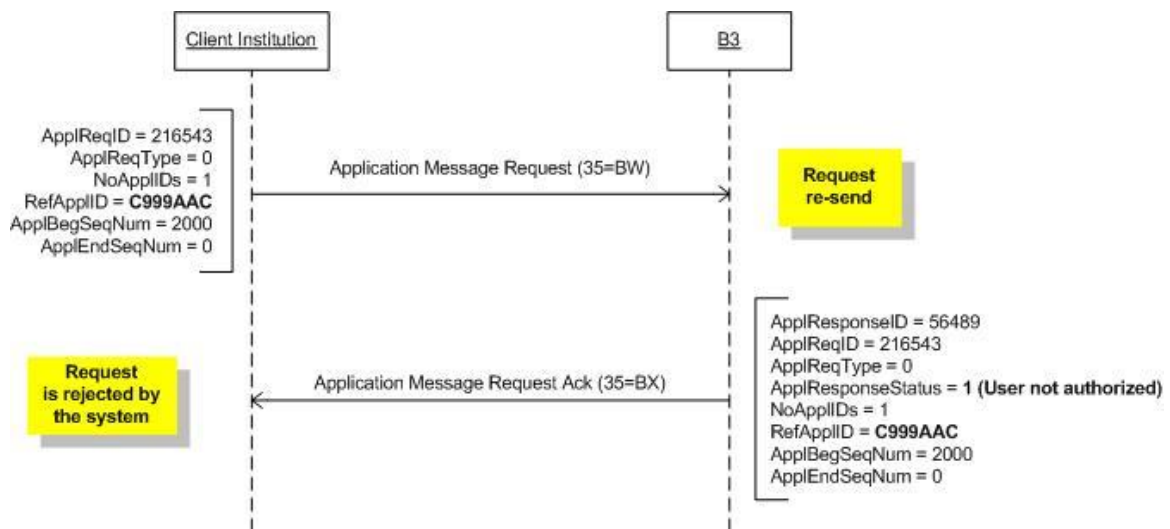 Client Institution
B3
ApplReqID = 216543
ApplReqType = 0
NoApplIDs = 1
RefApplID = C999AAC
ApplBegSeqNum = 2000
ApplEndSeqNum = 0
Application Message Request (35=BW)
Request
re-send
Request
is rejected by
the system
Application Message Request Ack (35=BX)
ApplResponseID = 56489
ApplReqID = 216543
ApplReqType = 0
ApplResponseStatus = 1 (User not authorized)
NoApplIDs = 1
RefApplID = C999AAC
ApplBegSeqNum = 2000
ApplEndSeqNum = 0